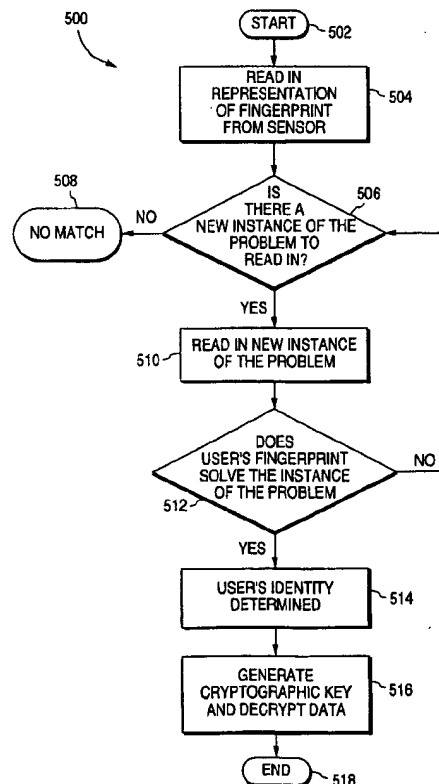 500
START
502
READ IN
REPRESENTATION
OF FINGERPRINT
FROM SENSOR
504
508
NO MATCH
NO
IS
THERE A
NEW INSTANCE OF THE
PROBLEM TO
READ IN?
506
YES
510
READ IN NEW INSTANCE
OF THE PROBLEM
DOES
USER'S FINGERPRINT
SOLVE THE INSTANCE
OF THE PROBLEM
NO
512
YES
USER'S IDENTITY
DETERMINED
514
GENERATE
CRYPTOGRAPHIC KEY
AND DECRYPT DATA
516
END
518